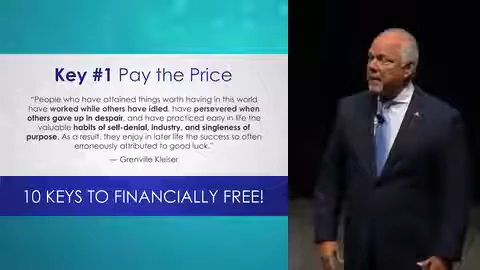 Key #1 Pay the Price
“People who have attained things worth having in this world
have worked while others have idled, have pesevered when
others gave up in despair, and have practiced early in life the
valuable habits of self-denial, industry, and singleness of
purpose. As a result, they enjoy in later life the success so often
erroneously attributed to good luck.”
— Grenville Kleiser
10 KEYS TO FINANCIALLY FREE!